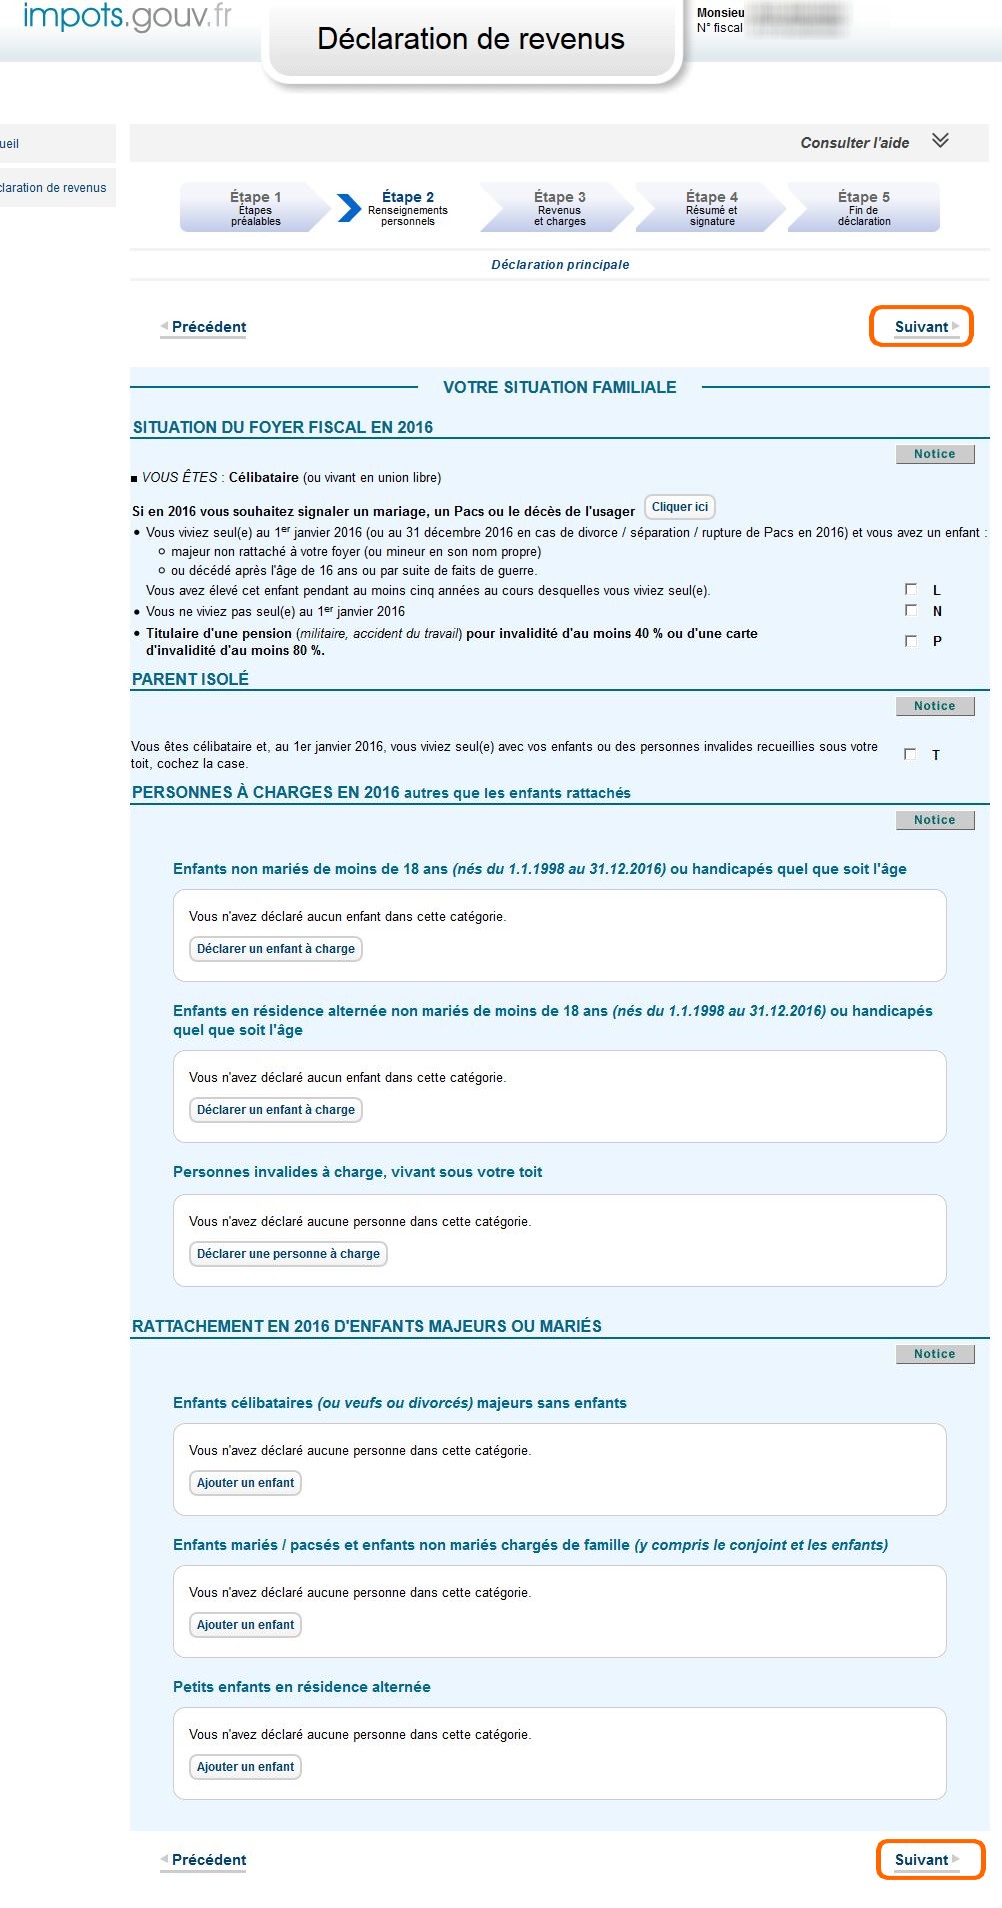 impots.gouv.fr
Déclaration de revenus
Monsieu
N° fiscal
ueil
claration de revenus
Consulter l'aide
Étape 1
Étapes
préalables
Étape 2
Renseignements
personnels
Étape 3
Revenus
et charges
Étape 4
Résumé et
signature
Étape 5
Fin de
déclaration
Déclaration principale
Précédent
Suivant
VOTRE SITUATION FAMILIALE
SITUATION DU FOYER FISCAL EN 2016
Notice
VOUS ÊTES : Célibataire (ou vivant en union libre)
Si en 2016 vous souhaitez signaler un mariage, un Pacs ou le décès de l'usager Cliquer ici
• Vous viviez seul(e) au 1er janvier 2016 (ou au 31 décembre 2016 en cas de divorce / séparation / rupture de Pacs en 2016) et vous avez un enfant :
majeur non rattaché à votre foyer (ou mineur en son nom propre)
ou décédé après l'âge de 16 ans ou par suite de faits de guerre.
Vous avez élevé cet enfant pendant au moins cinq années au cours desquelles vous viviez seul(e). L
• Vous ne viviez pas seul(e) au 1er janvier 2016 N
• Titulaire d'une pension (militaire, accident du travail) pour invalidité d'au moins 40 % ou d'une carte
d'invalidité d'au moins 80 %. P
PARENT ISOLÉ
Notice
Vous êtes célibataire et, au 1er janvier 2016, vous viviez seul(e) avec vos enfants ou des personnes invalides recueillies sous votre
toit, cochez la case. T
PERSONNES À CHARGES EN 2016 autres que les enfants rattachés
Notice
Enfants non mariés de moins de 18 ans (nés du 1.1.1998 au 31.12.2016) ou handicapés quel que soit l'âge
Vous n'avez déclaré aucun enfant dans cette catégorie.
Déclarer un enfant à charge
Enfants en résidence alternée non mariés de moins de 18 ans (nés du 1.1.1998 au 31.12.2016) ou handicapés
quel que soit l'âge
Vous n'avez déclaré aucun enfant dans cette catégorie.
Déclarer un enfant à charge
Personnes invalides à charge, vivant sous votre toit
Vous n'avez déclaré aucune personne dans cette catégorie.
Déclarer une personne à charge
RATTACHEMENT EN 2016 D'ENFANTS MAJEURS OU MARIÉS
Notice
Enfants célibataires (ou veufs ou divorcés) majeurs sans enfants
Vous n'avez déclaré aucune personne dans cette catégorie.
Ajouter un enfant
Enfants mariés / pacsés et enfants non mariés chargés de famille (y compris le conjoint et les enfants)
Vous n'avez déclaré aucune personne dans cette catégorie.
Ajouter un enfant
Petits enfants en résidence alternée
Vous n'avez déclaré aucune personne dans cette catégorie.
Ajouter un enfant
Précédent
Suivant